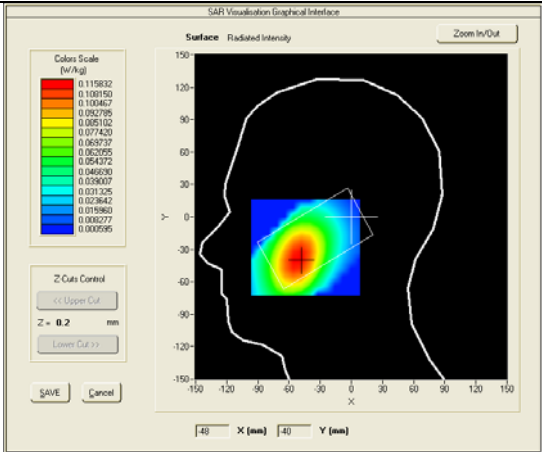 SAR Visualisation Graphical Interface
Surface Radiated Intensity
Zoom In/Out
Colors Scale
(W/kg)
0.115832
0.108150
0.100467
0.092785
0.085102
0.077420
0.069737
0.062055
0.054372
0.046690
0.039007
0.031325
0.023642
0.015960
0.008277
0.000595
Z-Cuts Control
<< Upper Cut
Z = 0.2 mm
Lower Cut >>
SAVE Cancel
150
120
90
60
30
0
-30
-60
-90
-120
-150
Y
-150 -120 -90 -60 -30 0 30 60 90 120 150
X
-48 X (mm) -40 Y (mm)